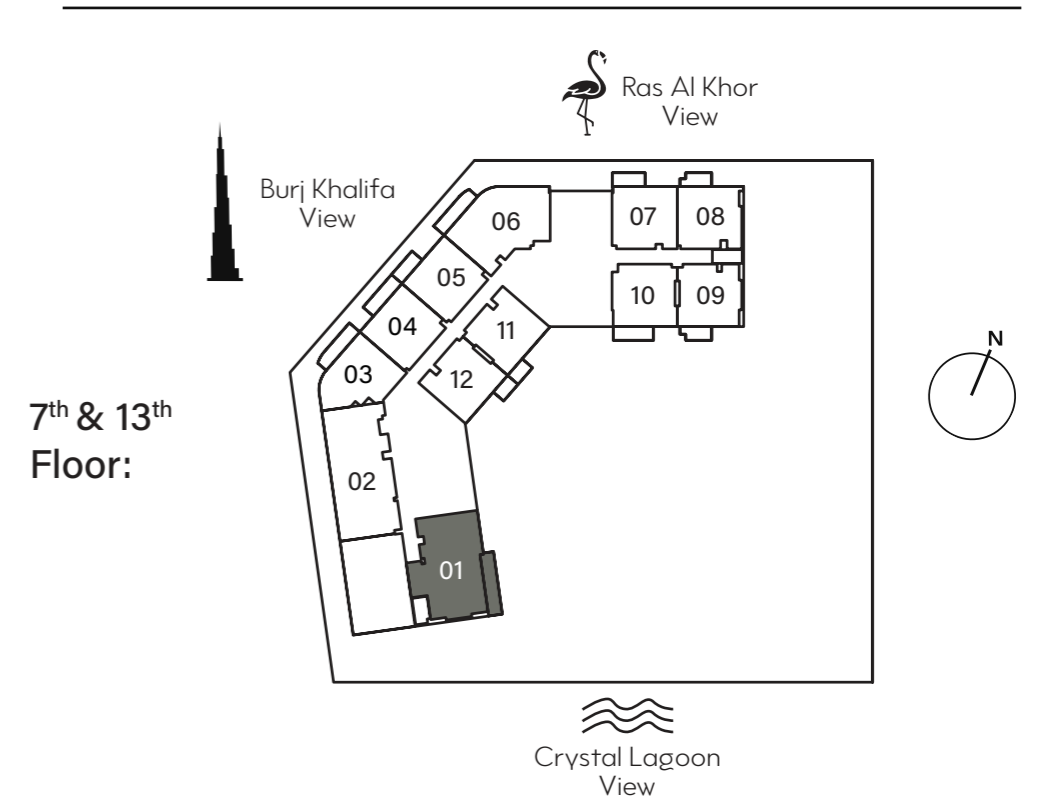 Ras Al Khor
View
Burj Khalifa
View
06
07
08
05
10
09
04
11
03
12
N
7th & 13th
Floor:
02
01
Crystal Lagoon
View